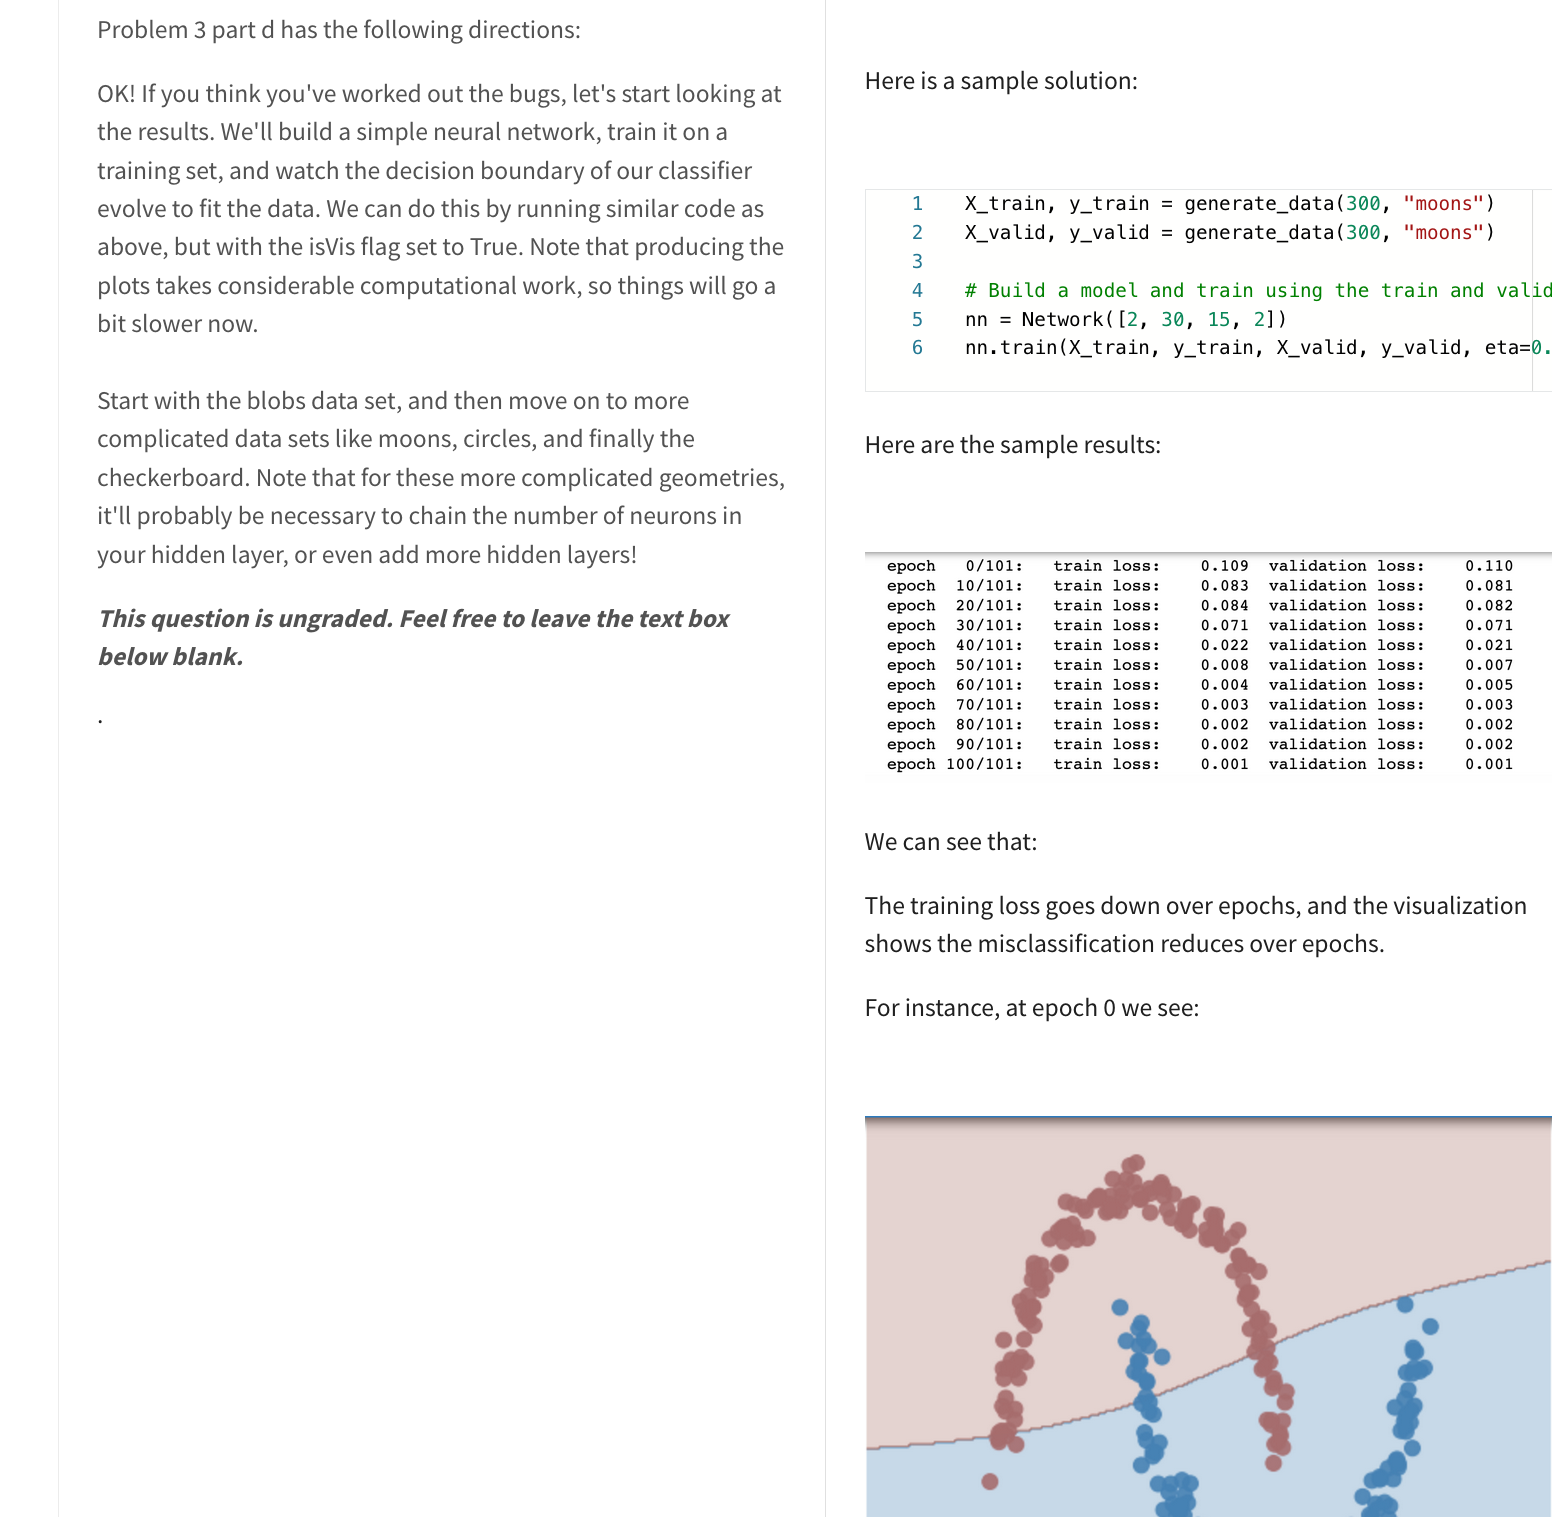 Problem 3 part d has the following directions:
OK! If you think you've worked out the bugs, let's start looking at
the results. We'll build a simple neural network, train it on a
training set, and watch the decision boundary of our classifier
evolve to fit the data. We can do this by running similar code as
above, but with the isVis flag set to True. Note that producing the
plots takes considerable computational work, so things will go a
bit slower now.
Start with the blobs data set, and then move on to more
complicated data sets like moons, circles, and finally the
checkerboard. Note that for these more complicated geometries,
it'll probably be necessary to chain the number of neurons in
your hidden layer, or even add more hidden layers!
This question is ungraded. Feel free to leave the text box
below blank.
.
Here is a sample solution:
1 X_train, y_train = generate_data(300, "moons")
2 X_valid, y_valid = generate_data(300, "moons")
3
4 # Build a model and train using the train and valid
5 nn = Network([2, 30, 15, 2])
6 nn.train(X_train, y_train, X_valid, y_valid, eta=0.
Here are the sample results:
epoch 0/101: train loss: 0.109 validation loss: 0.110
epoch 10/101: train loss: 0.083 validation loss: 0.081
epoch 20/101: train loss: 0.084 validation loss: 0.082
epoch 30/101: train loss: 0.071 validation loss: 0.071
epoch 40/101: train loss: 0.022 validation loss: 0.021
epoch 50/101: train loss: 0.008 validation loss: 0.007
epoch 60/101: train loss: 0.004 validation loss: 0.005
epoch 70/101: train loss: 0.003 validation loss: 0.003
epoch 80/101: train loss: 0.002 validation loss: 0.002
epoch 90/101: train loss: 0.002 validation loss: 0.002
epoch 100/101: train loss: 0.001 validation loss: 0.001
We can see that:
The training loss goes down over epochs, and the visualization
shows the misclassification reduces over epochs.
For instance, at epoch 0 we see: